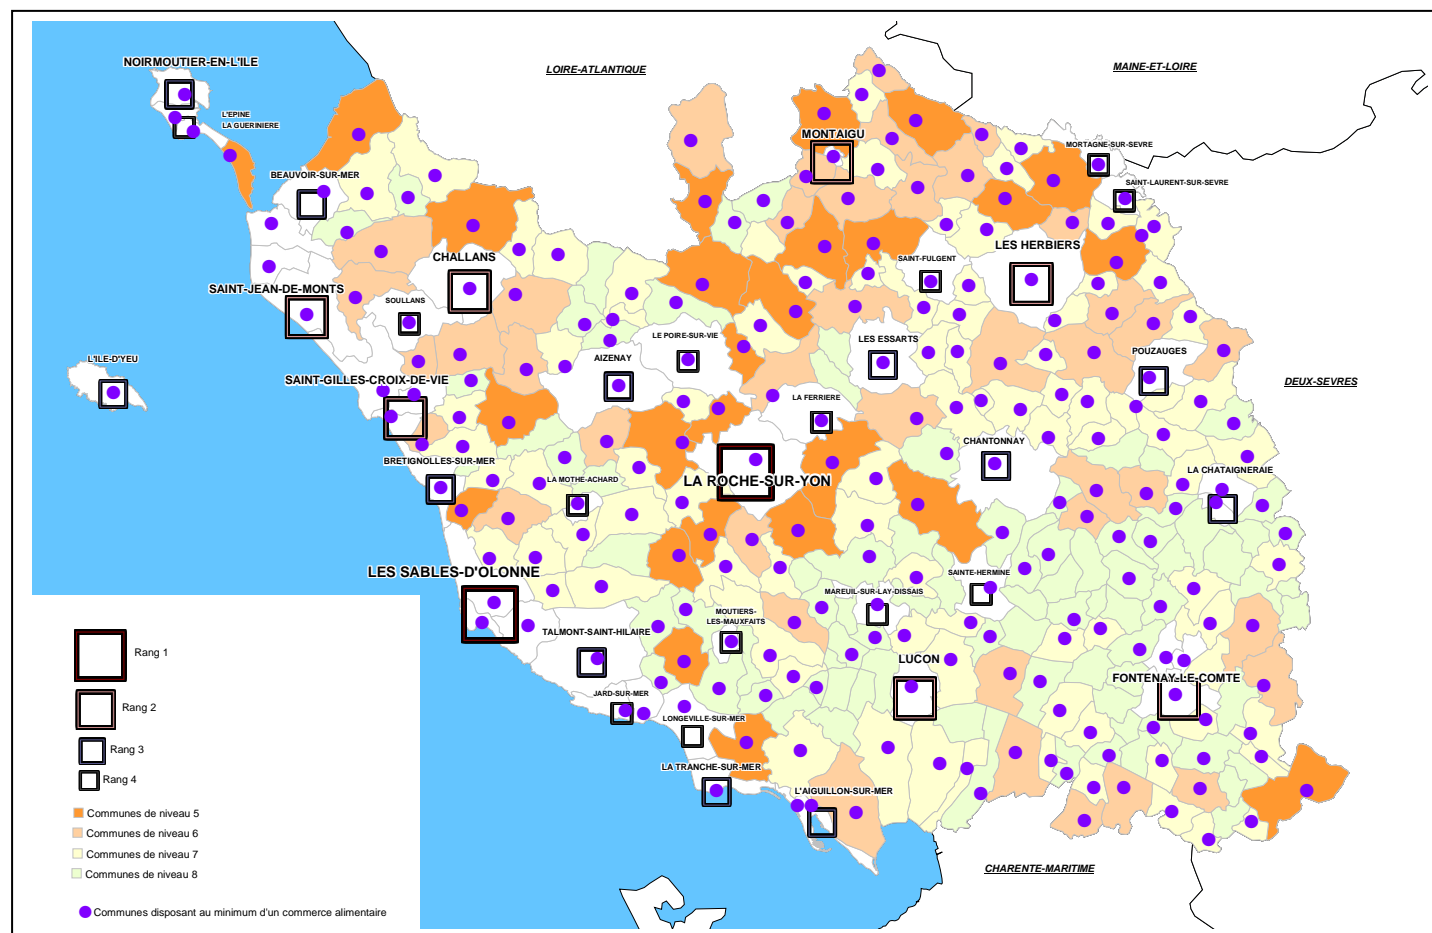 NOIRMOUTIER-EN-L'ILE
LOIRE-ATLANTIQUE
MAINE-ET-LOIRE
L'EPINE
LA GUERINIERE
MONTAIGU
MORTAGNE-SUR-SEVRE
BEAUVOIR-SUR-MER
SAINT-LAURENT-SUR-SEVRE
CHALLANS
LES HERBIERS
SAINT-FULGENT
SAINT-JEAN-DE-MONTS
SOULLANS
LE POIRE-SUR-VIE
LES ESSARTS
POUZAUGES
L'ILE-D'YEU
AIZENAY
SAINT-GILLES-CROIX-DE-VIE
DEUX-SEVRES
LA FERRIERE
CHANTONNAY
BRETIGNOLLES-SUR-MER
LA MOTHE-ACHARD
LA ROCHE-SUR-YON
LA CHATAIGNERAIE
LES SABLES-D'OLONNE
SAINTE-HERMINE
MAREUIL-SUR-LAY-DISSAIS
MOUTIERS-
LES-MAUXFAITS
TALMONT-SAINT-HILAIRE
LUCON
FONTENAY-LE-COMTE
JARD-SUR-MER
LONGEVILLE-SUR-MER
LA TRANCHE-SUR-MER
L'AIGUILLON-SUR-MER
CHARENTE-MARITIME
Rang 1
Rang 2
Rang 3
Rang 4
Communes de niveau 5
Communes de niveau 6
Communes de niveau 7
Communes de niveau 8
Communes disposant au minimum d'un commerce alimentaire